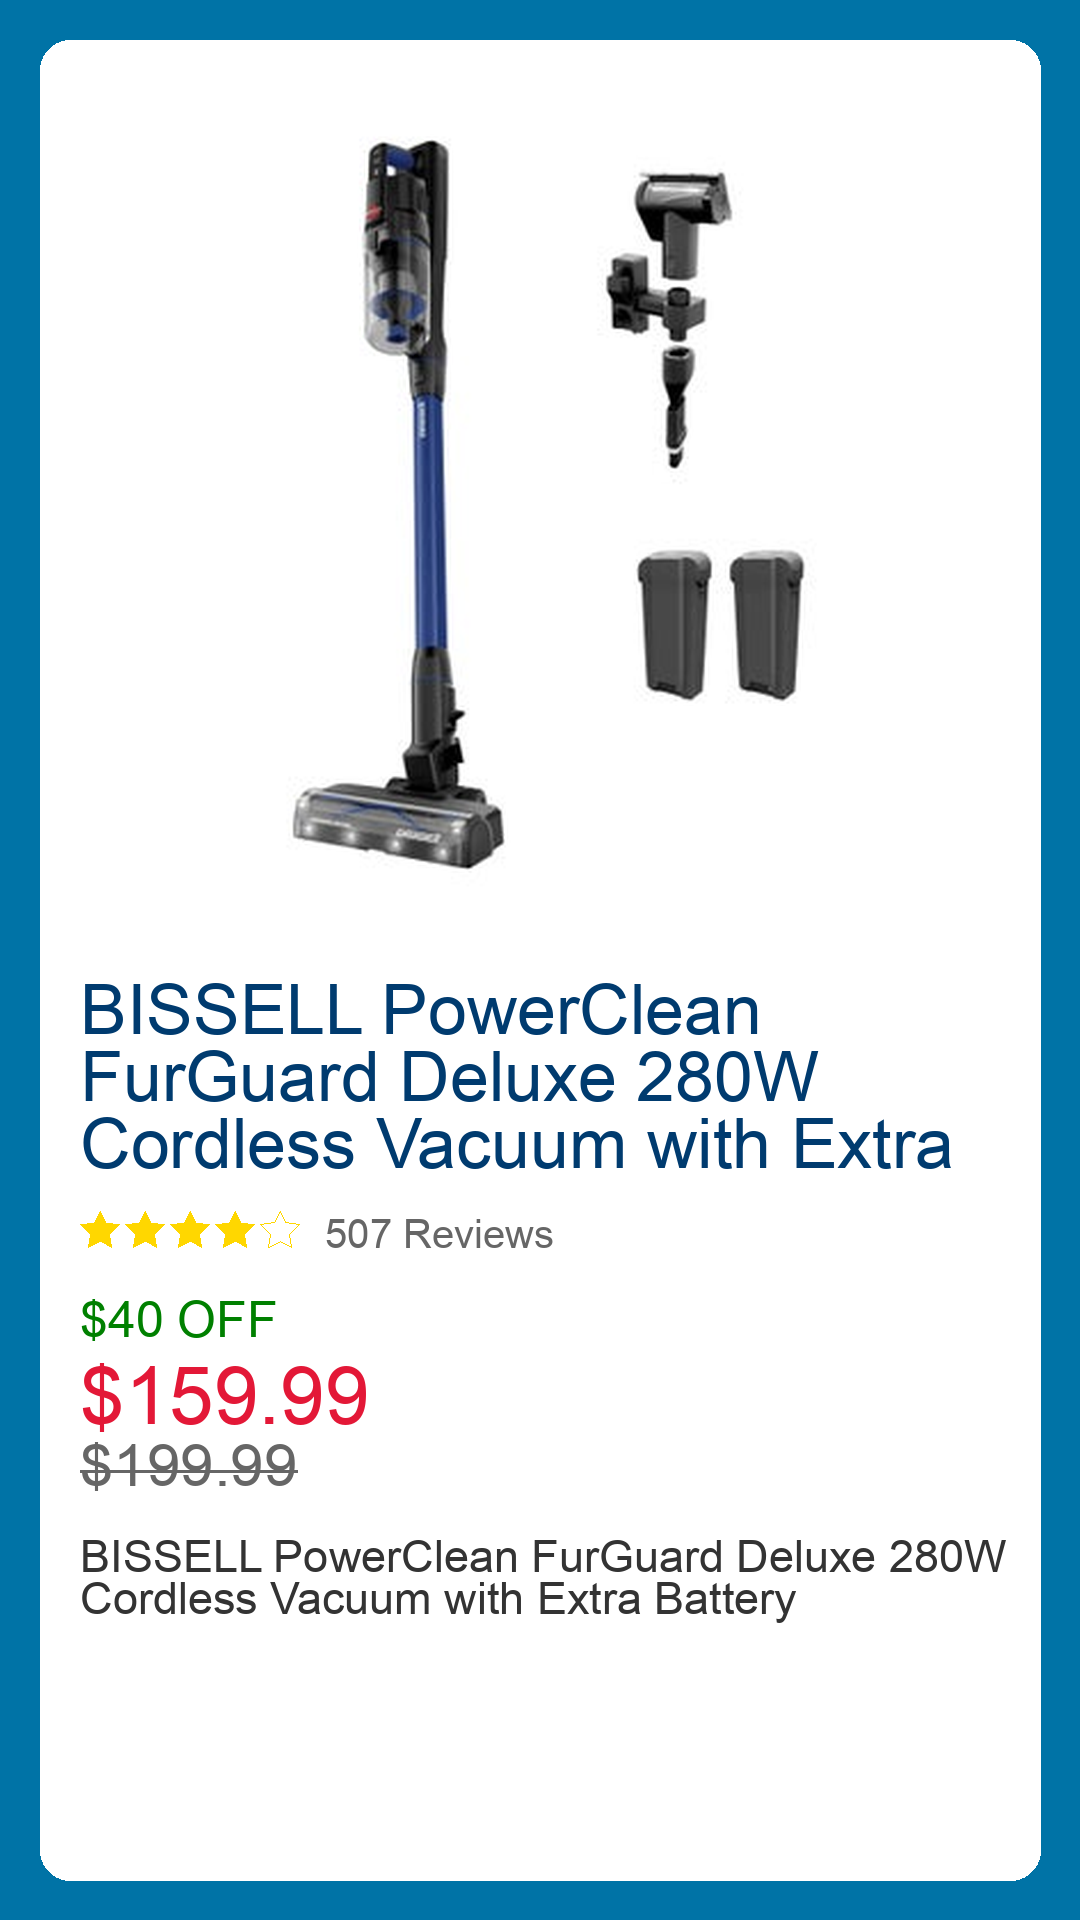 BISSELL PowerClean
FurGuard Deluxe 280W
Cordless Vacuum with Extra
507 Reviews
$40 OFF
$159.99
$199.99
BISSELL PowerClean FurGuard Deluxe 280W
Cordless Vacuum with Extra Battery